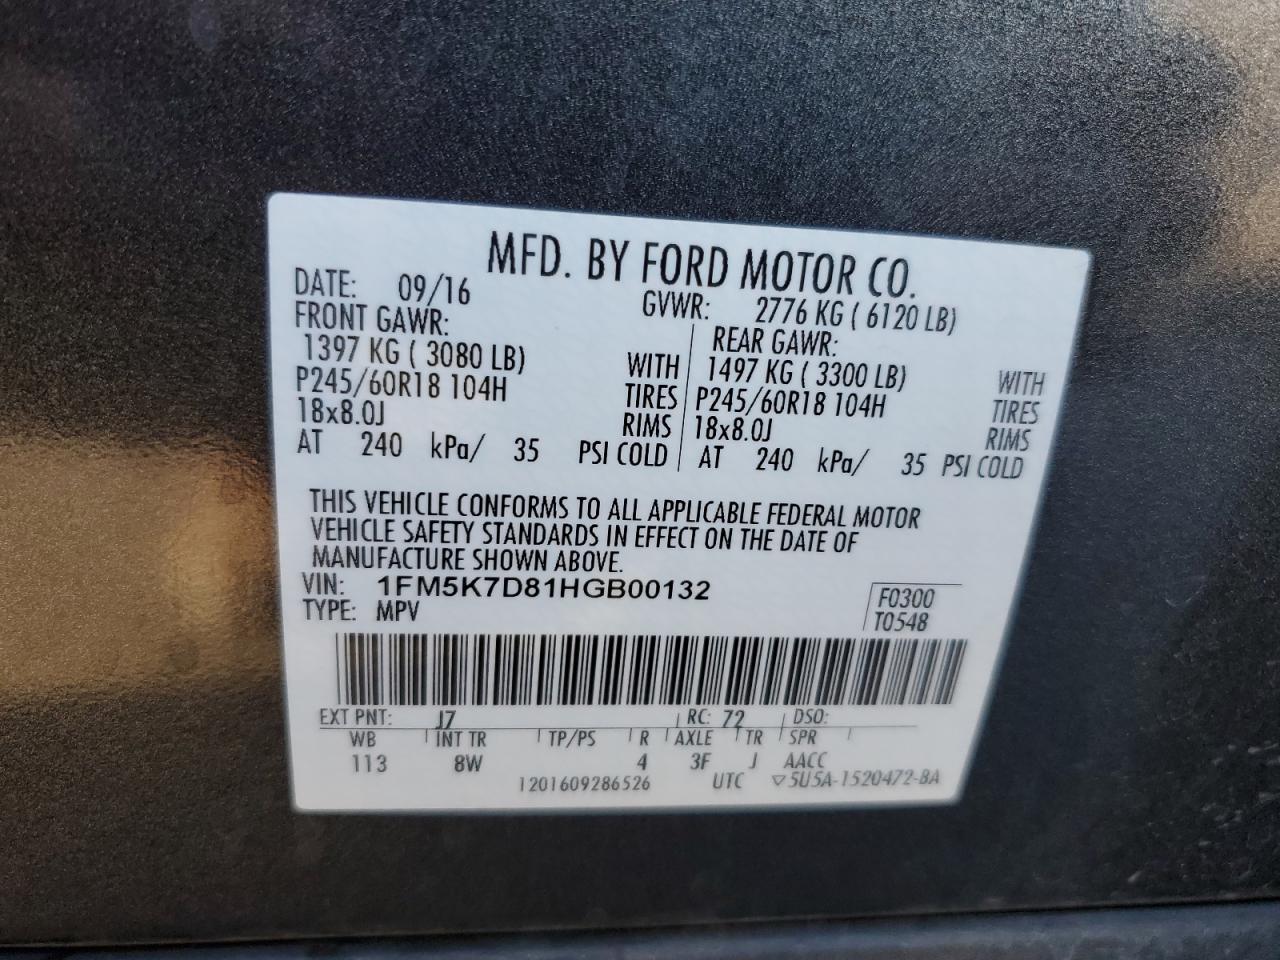 MFD. BY FORD MOTOR CO.
DATE: 09/16 GVWR: 2776 KG ( 6120 LB)
FRONT GAWR: REAR GAWR:
1397 KG ( 3080 LB) WITH 1497 KG ( 3300 LB) WITH
P245/60R18 104H TIRES P245/60R18 104H TIRES
18x8.0J RIMS 18x8.0J RIMS
AT 240 kPa/ 35 PSI COLD AT 240 kPa/ 35 PSI COLD
THIS VEHICLE CONFORMS TO ALL APPLICABLE FEDERAL MOTOR
VEHICLE SAFETY STANDARDS IN EFFECT ON THE DATE OF
MANUFACTURE SHOWN ABOVE.
VIN: 1FM5K7D81HGB00132 F0300
TYPE: MPV T0548
EXT PNT: J7 RC: 72 DSO:
WB INT TR TP/PS R AXLE TR SPR
113 8W 4 3F J AACC
1201609286526 UTC ▽5U5A-1520472-BA